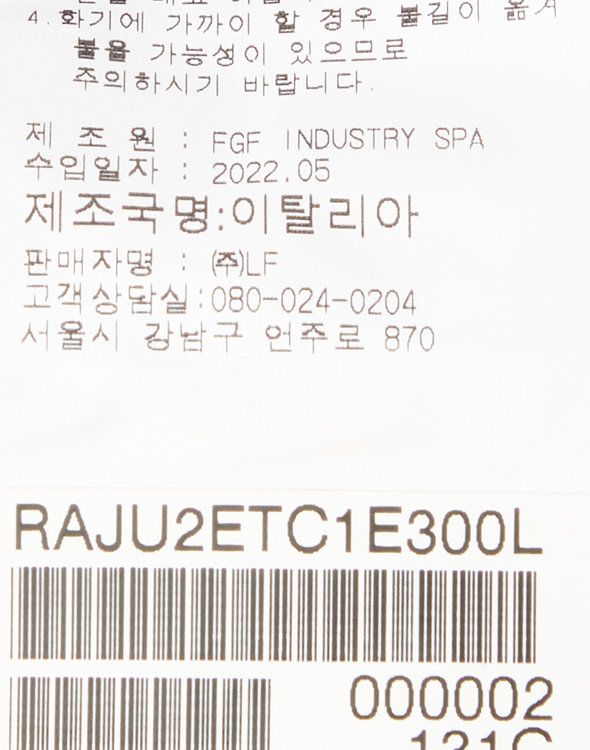 4.화기에 가까이 할 경우 불길이 옮겨
붙을 가능성이 있으므로
주의하시기 바랍니다.
제 조 원 : FGF INDUSTRY SPA
수입일자 : 2022.05
제조국명:이탈리아
판매자명 : (주)LF
고객상담실:080-024-0204
서울시 강남구 언주로 870
RAJU2ETC1E300L
000002